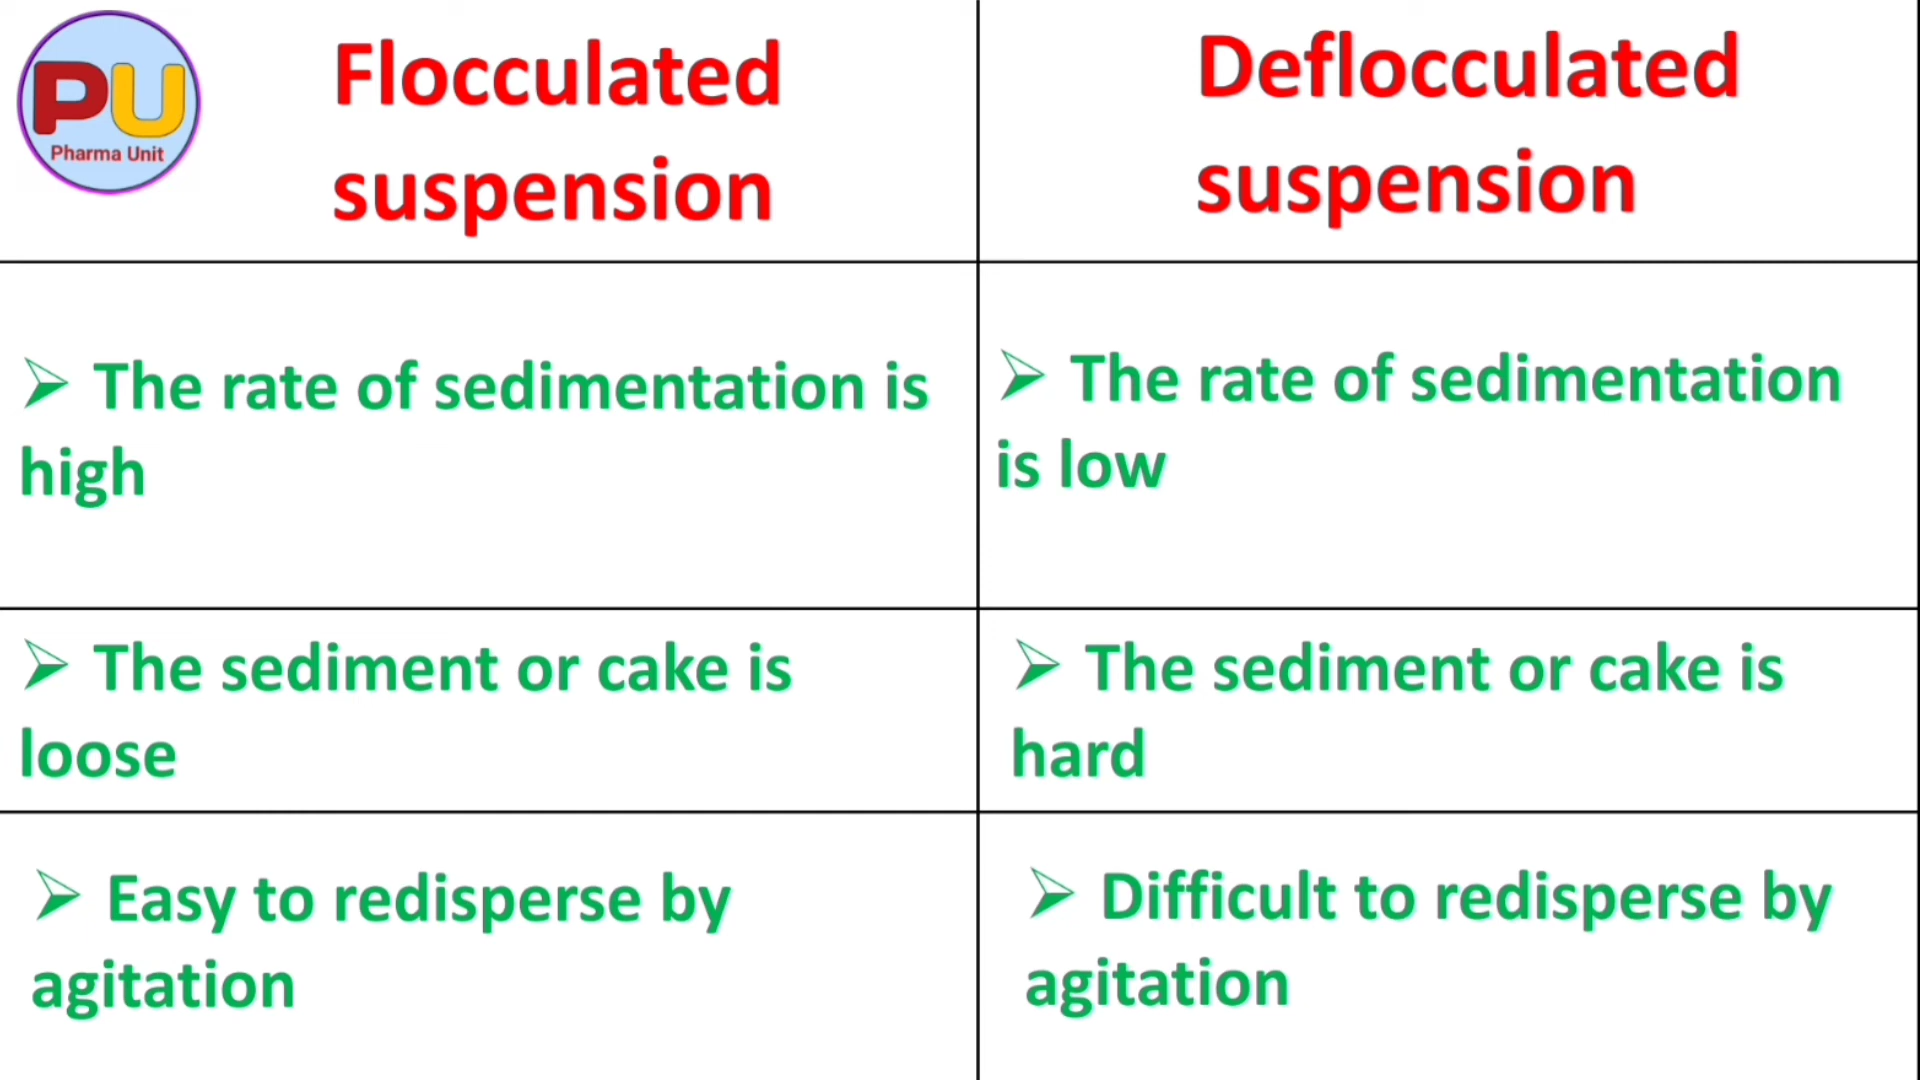 PU
Pharma Unit
Flocculated
suspension
Deflocculated
suspension
➢ The rate of sedimentation is
high
➢ The rate of sedimentation
is low
➢ The sediment or cake is
loose
➢ The sediment or cake is
hard
➢ Easy to redisperse by
agitation
➢ Difficult to redisperse by
agitation